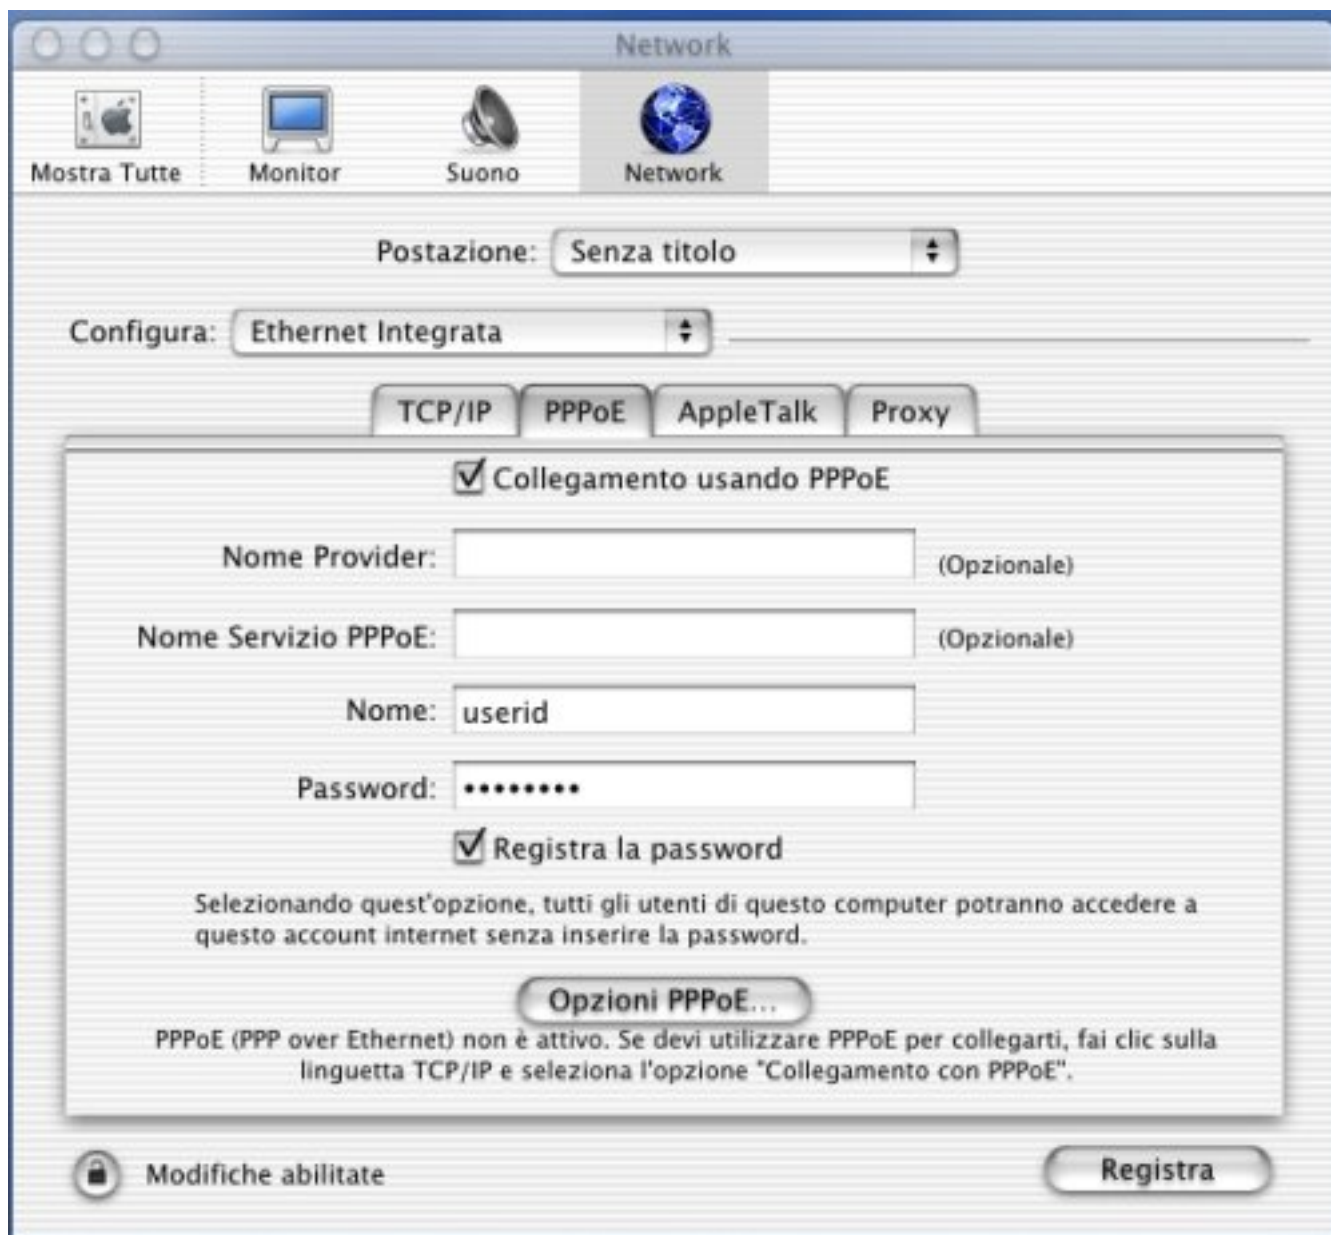 Network
Mostra Tutte Monitor Suono Network
Postazione: Senza titolo
Configura: Ethernet Integrata
TCP/IP PPPoE AppleTalk Proxy
Collegamento usando PPPoE
Nome Provider: (Opzionale)
Nome Servizio PPPoE: (Opzionale)
Nome: userid
Password: ••••••••
Registra la password
Selezionando quest'opzione, tutti gli utenti di questo computer potranno accedere a
questo account internet senza inserire la password.
Opzioni PPPoE...
PPPoE (PPP over Ethernet) non è attivo. Se devi utilizzare PPPoE per collegarti, fai clic sulla
linguetta TCP/IP e seleziona l'opzione "Collegamento con PPPoE".
Modifiche abilitate Registra